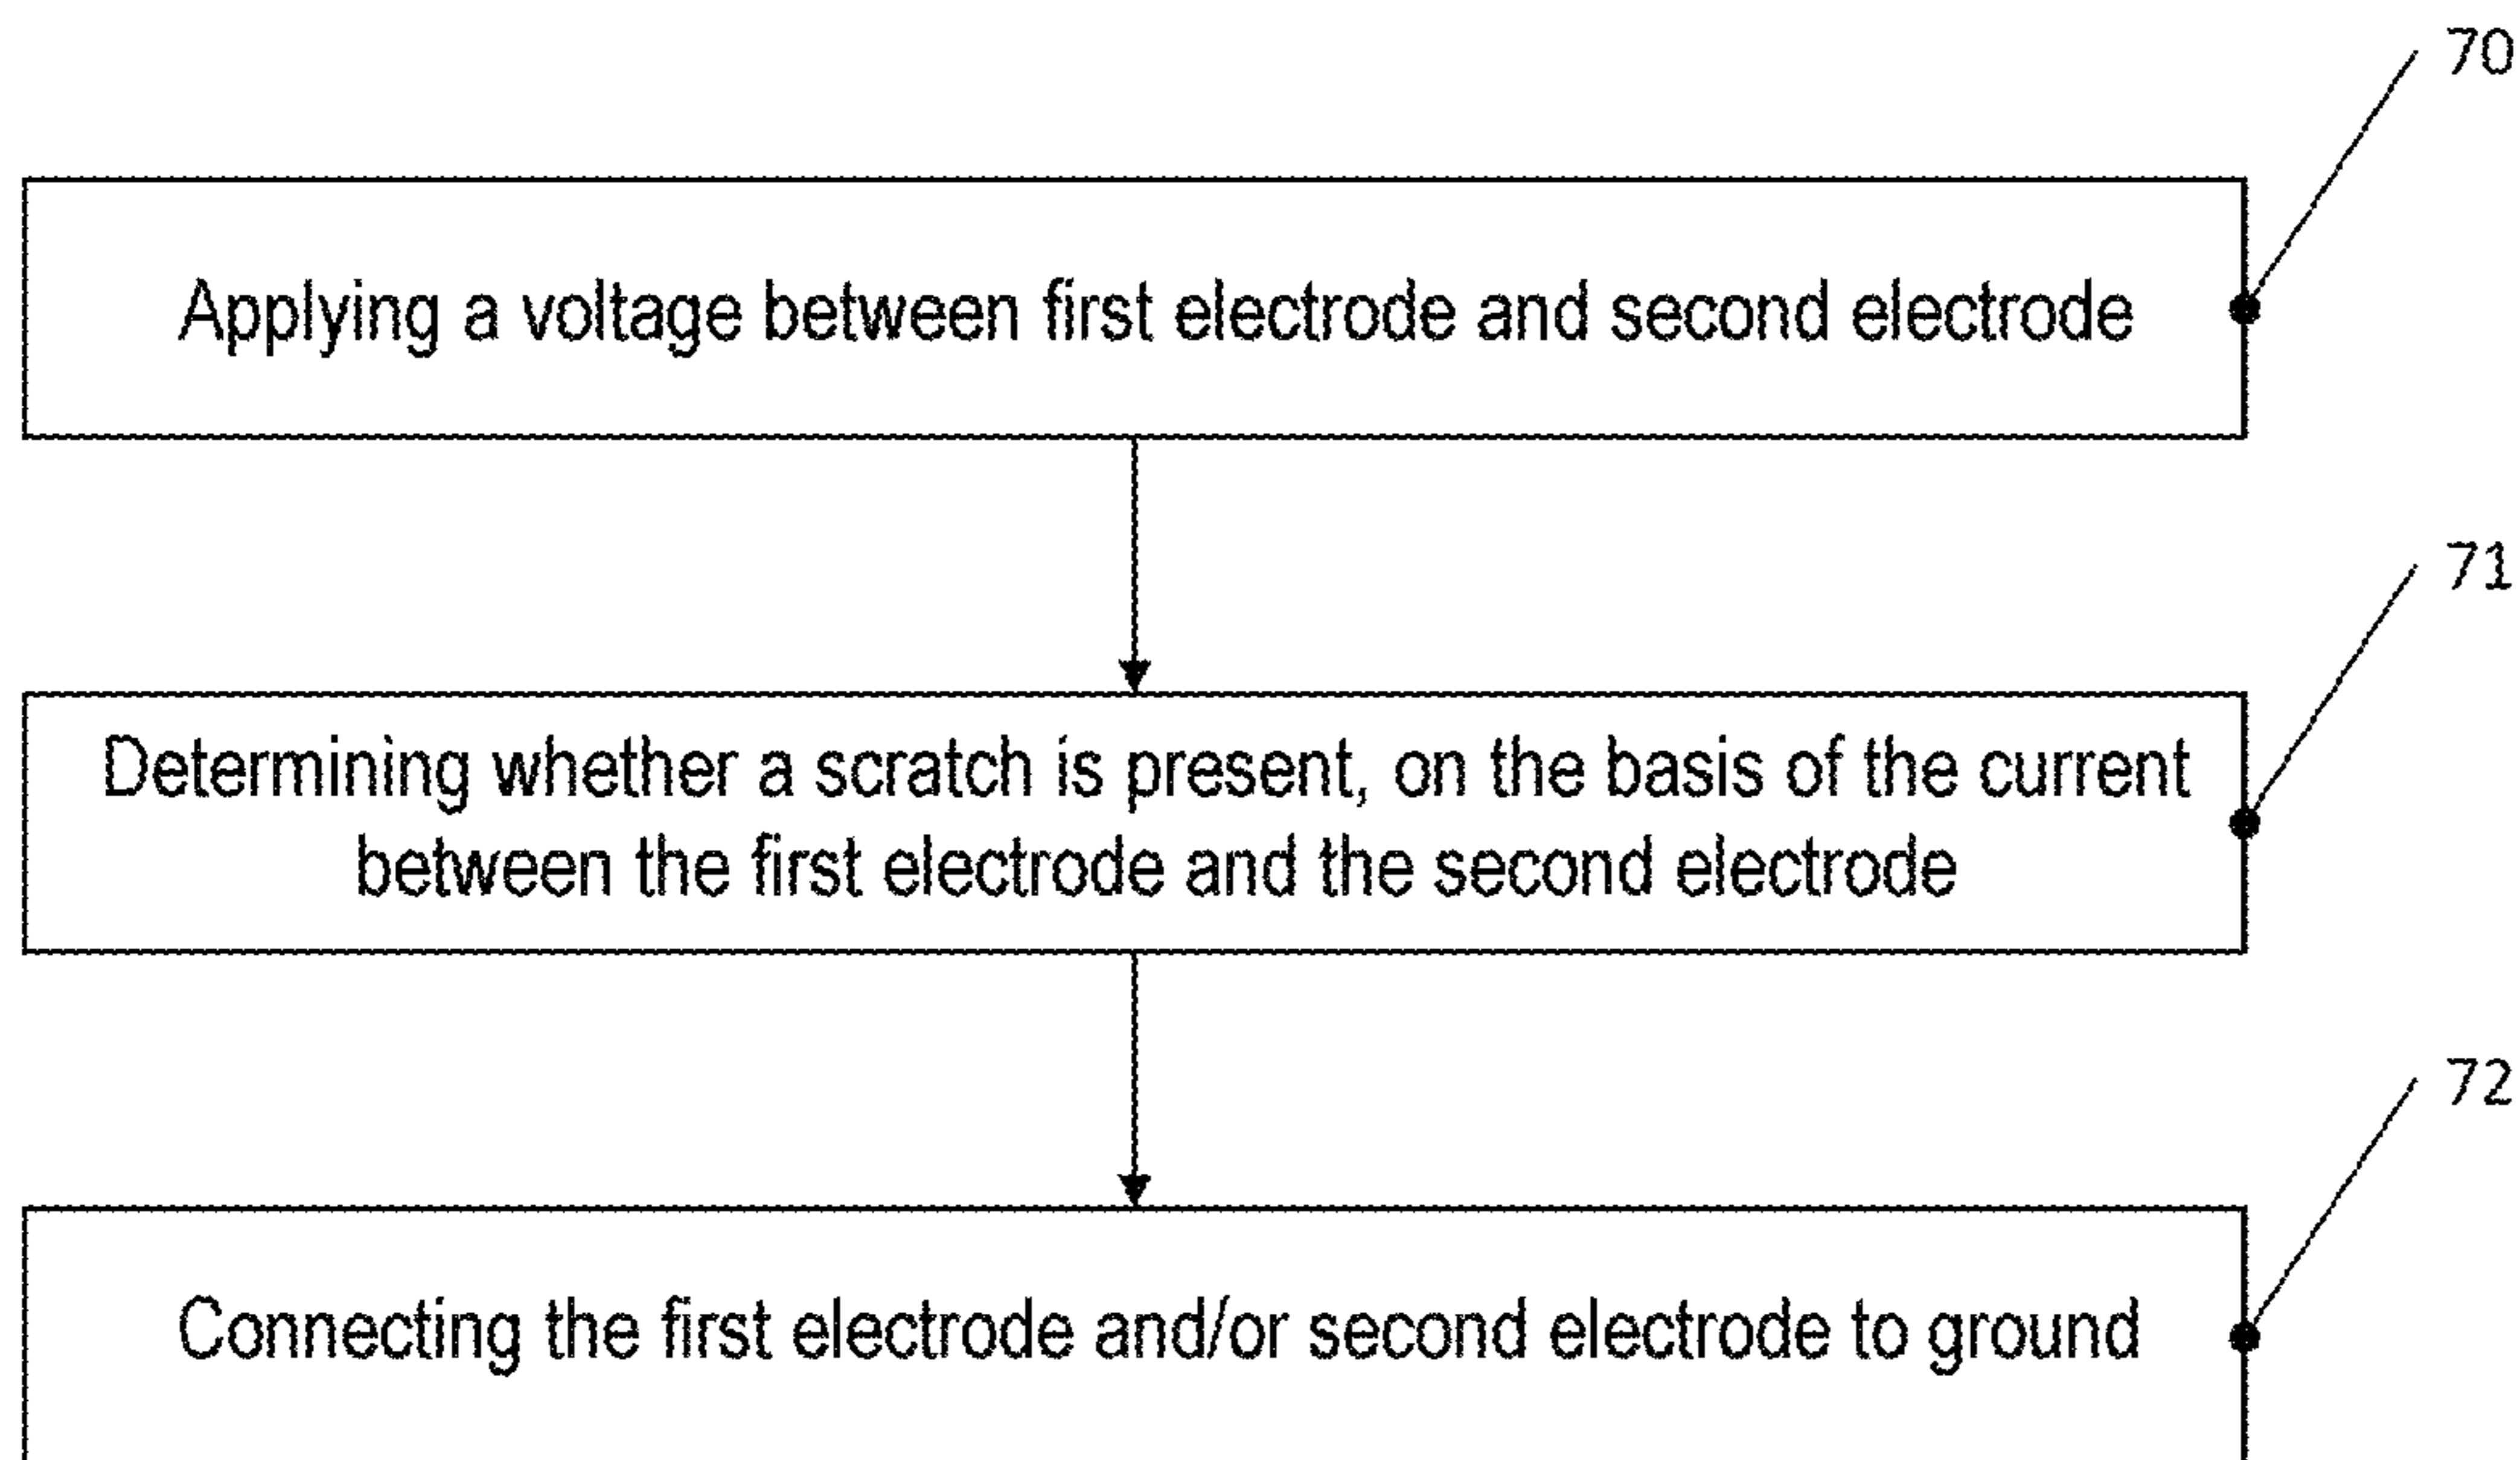 70
Applying a voltage between first electrode and second electrode
71
Determining whether a scratch is present, on the basis of the current
between the first electrode and the second electrode
72
Connecting the first electrode and/or second electrode to ground